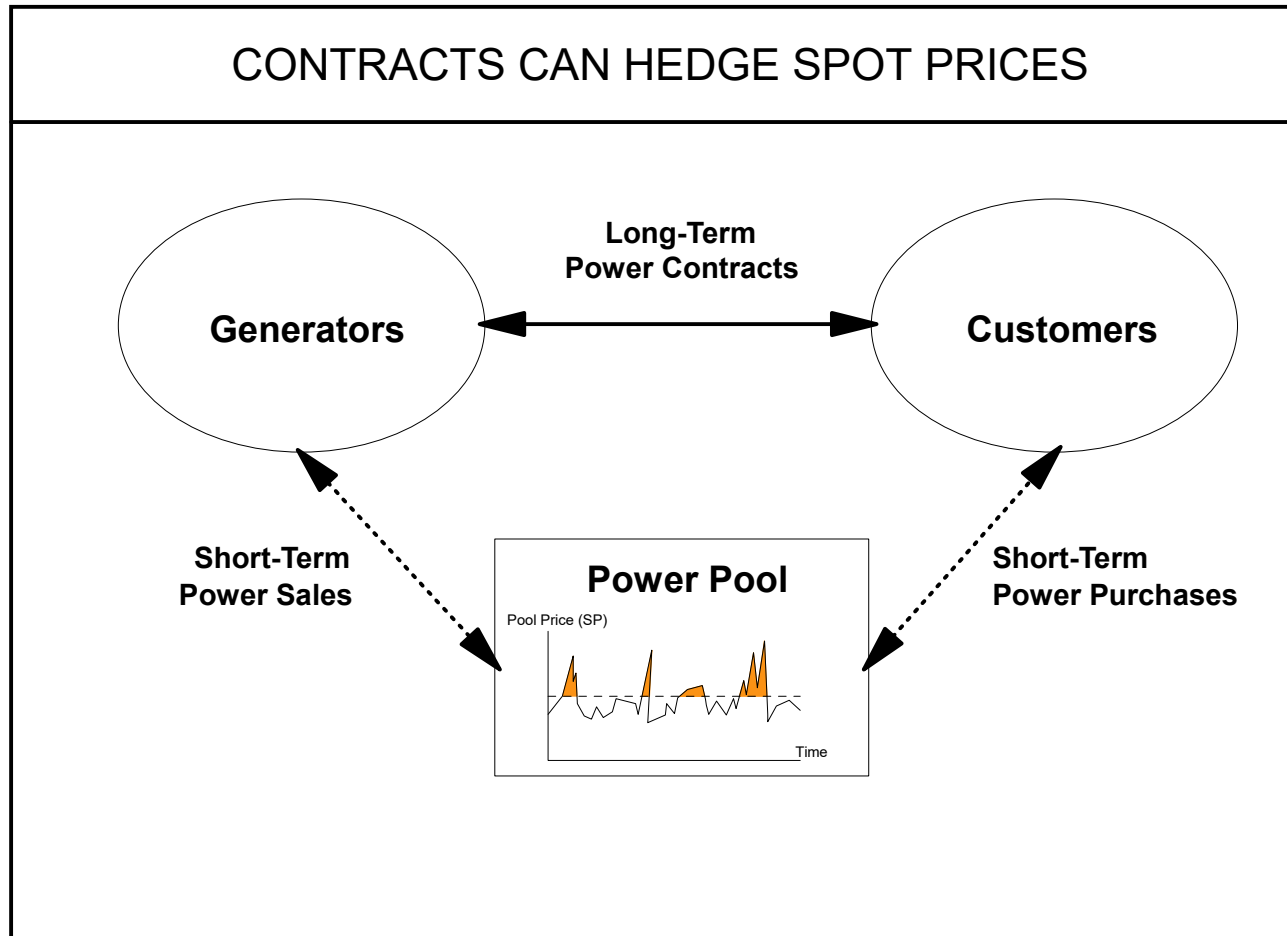 CONTRACTS CAN HEDGE SPOT PRICES
Long-Term
Power Contracts
Generators
Customers
Short-Term
Power Sales
Power Pool
Pool Price (SP)
Time
Short-Term
Power Purchases